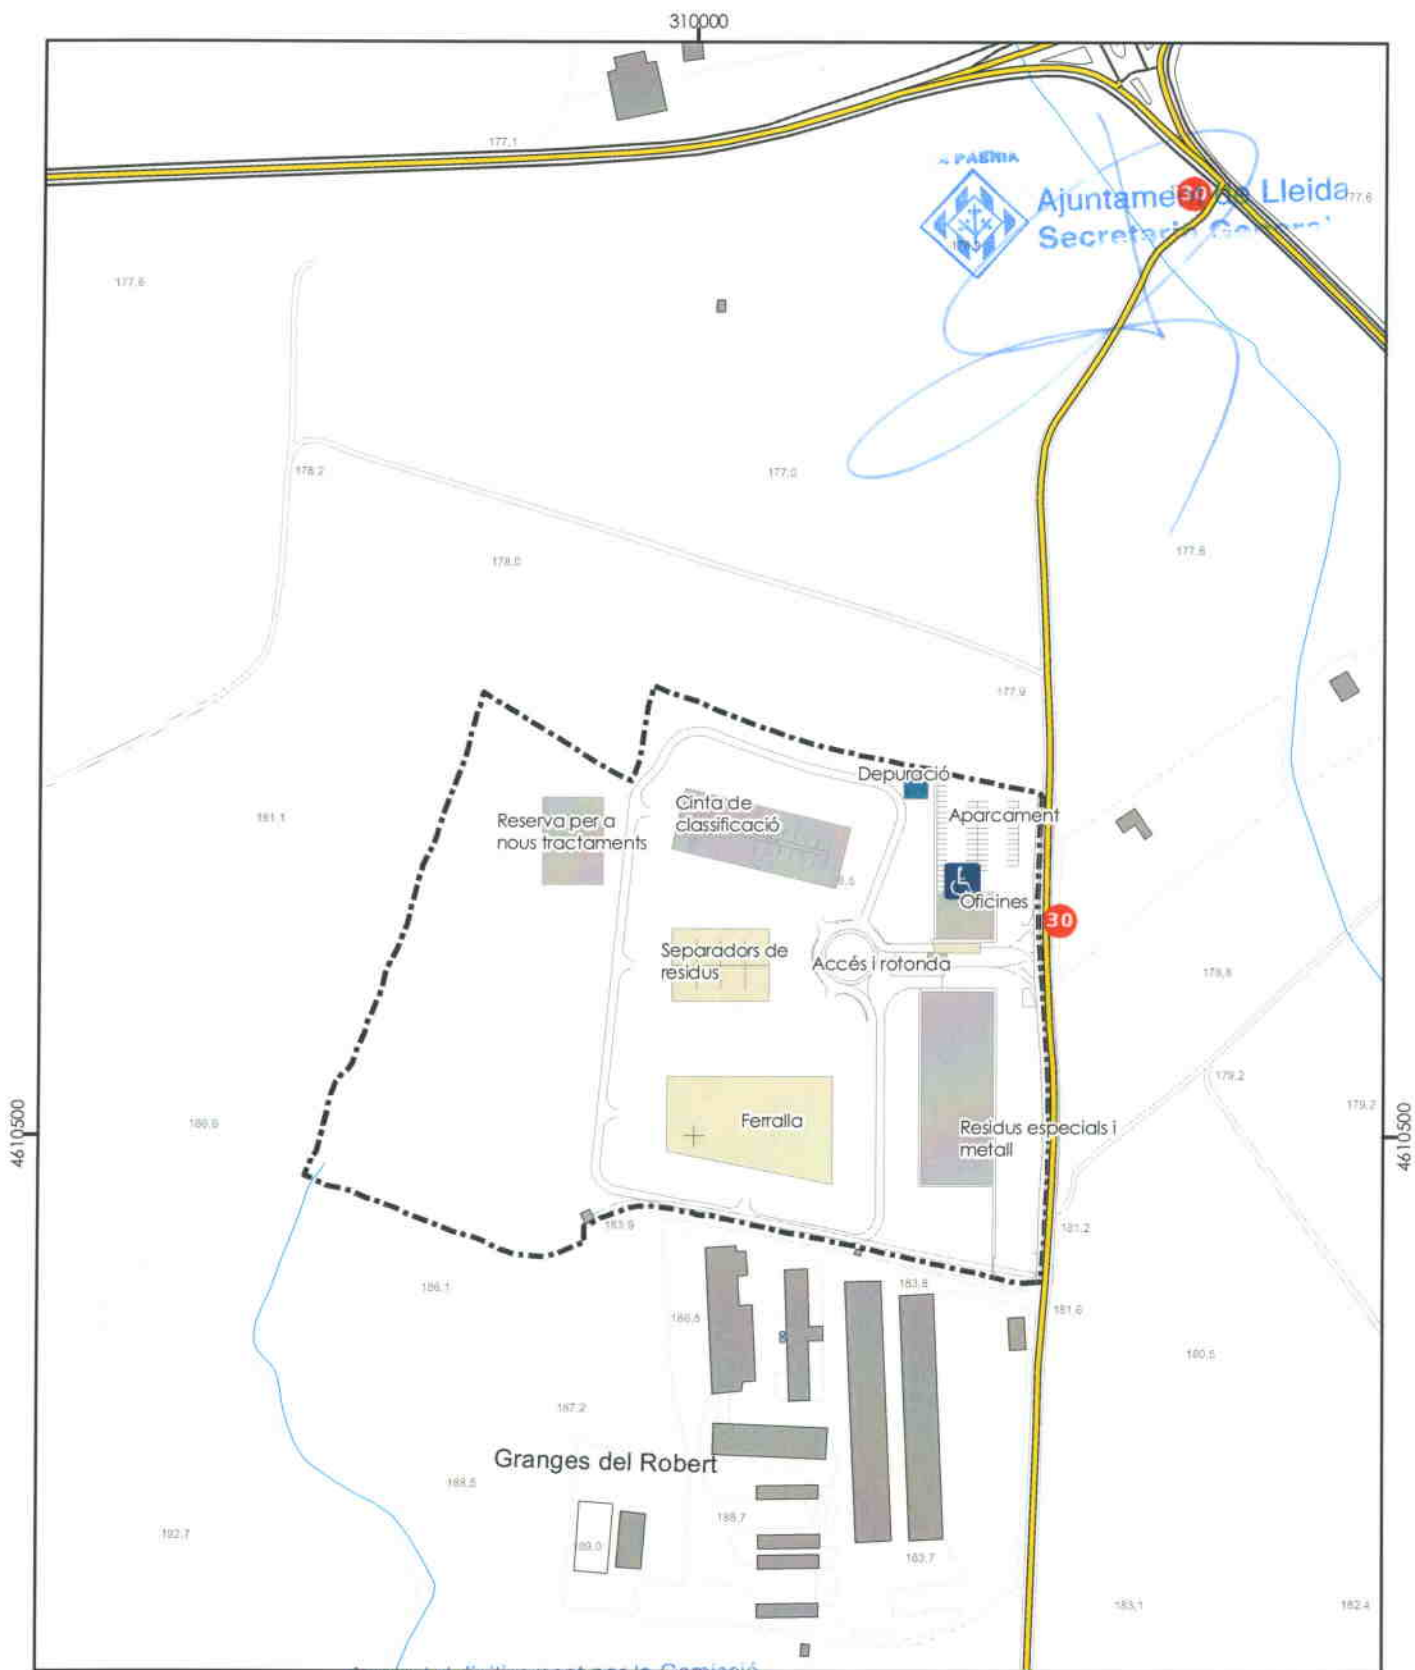 310000
177,1
PAERIA
Ajuntament de Lleida
30
177,6
Secretaria General
177,6
178,2
177,0
178,0
177,8
177,9
Depuració
181,1
Reserva per a
nous tractaments
Cinta de
classificació
Aparcament
Oficines
30
Separadors de
residus
Accés i rotonda
179,2
179,2
Ferralla
Residus especials i
metall
4610500
4610500
183,9
181,2
186,1
183,8
181,6
180,5
187,2
Granges del Robert
188,5
188,7
192,7
189,0
183,7
183,1
182,4